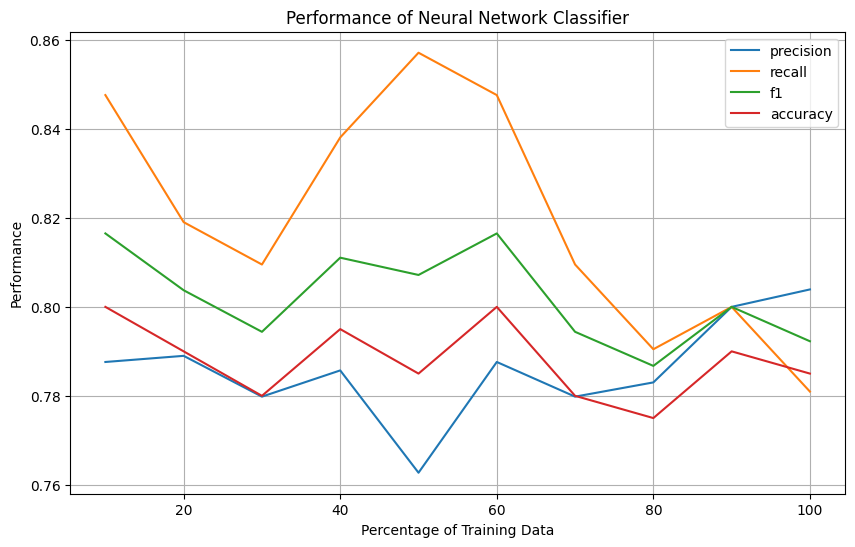 Performance of Neural Network Classifier
precision
recall
f1
accuracy
Performance
0.86
0.84
0.82
0.80
0.78
0.76
20 40 60 80 100
Percentage of Training Data